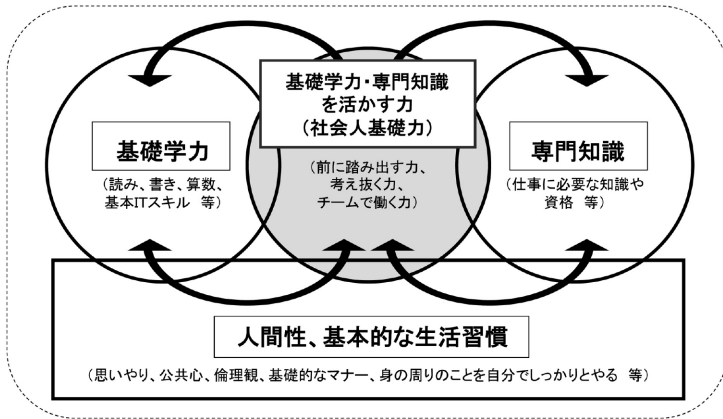 基礎学力・専門知識
を活かす力
(社会人基礎力)
基礎学力
(読み、書き、算数、
基本ITスキル 等)
(前に踏み出す力、
考え抜く力、
チームで働く力)
専門知識
(仕事に必要な知識や
資格 等)
人間性、基本的な生活習慣
(思いやり、公共心、倫理観、基礎的なマナー、身の周りのことを自分でしっかりとやる 等)